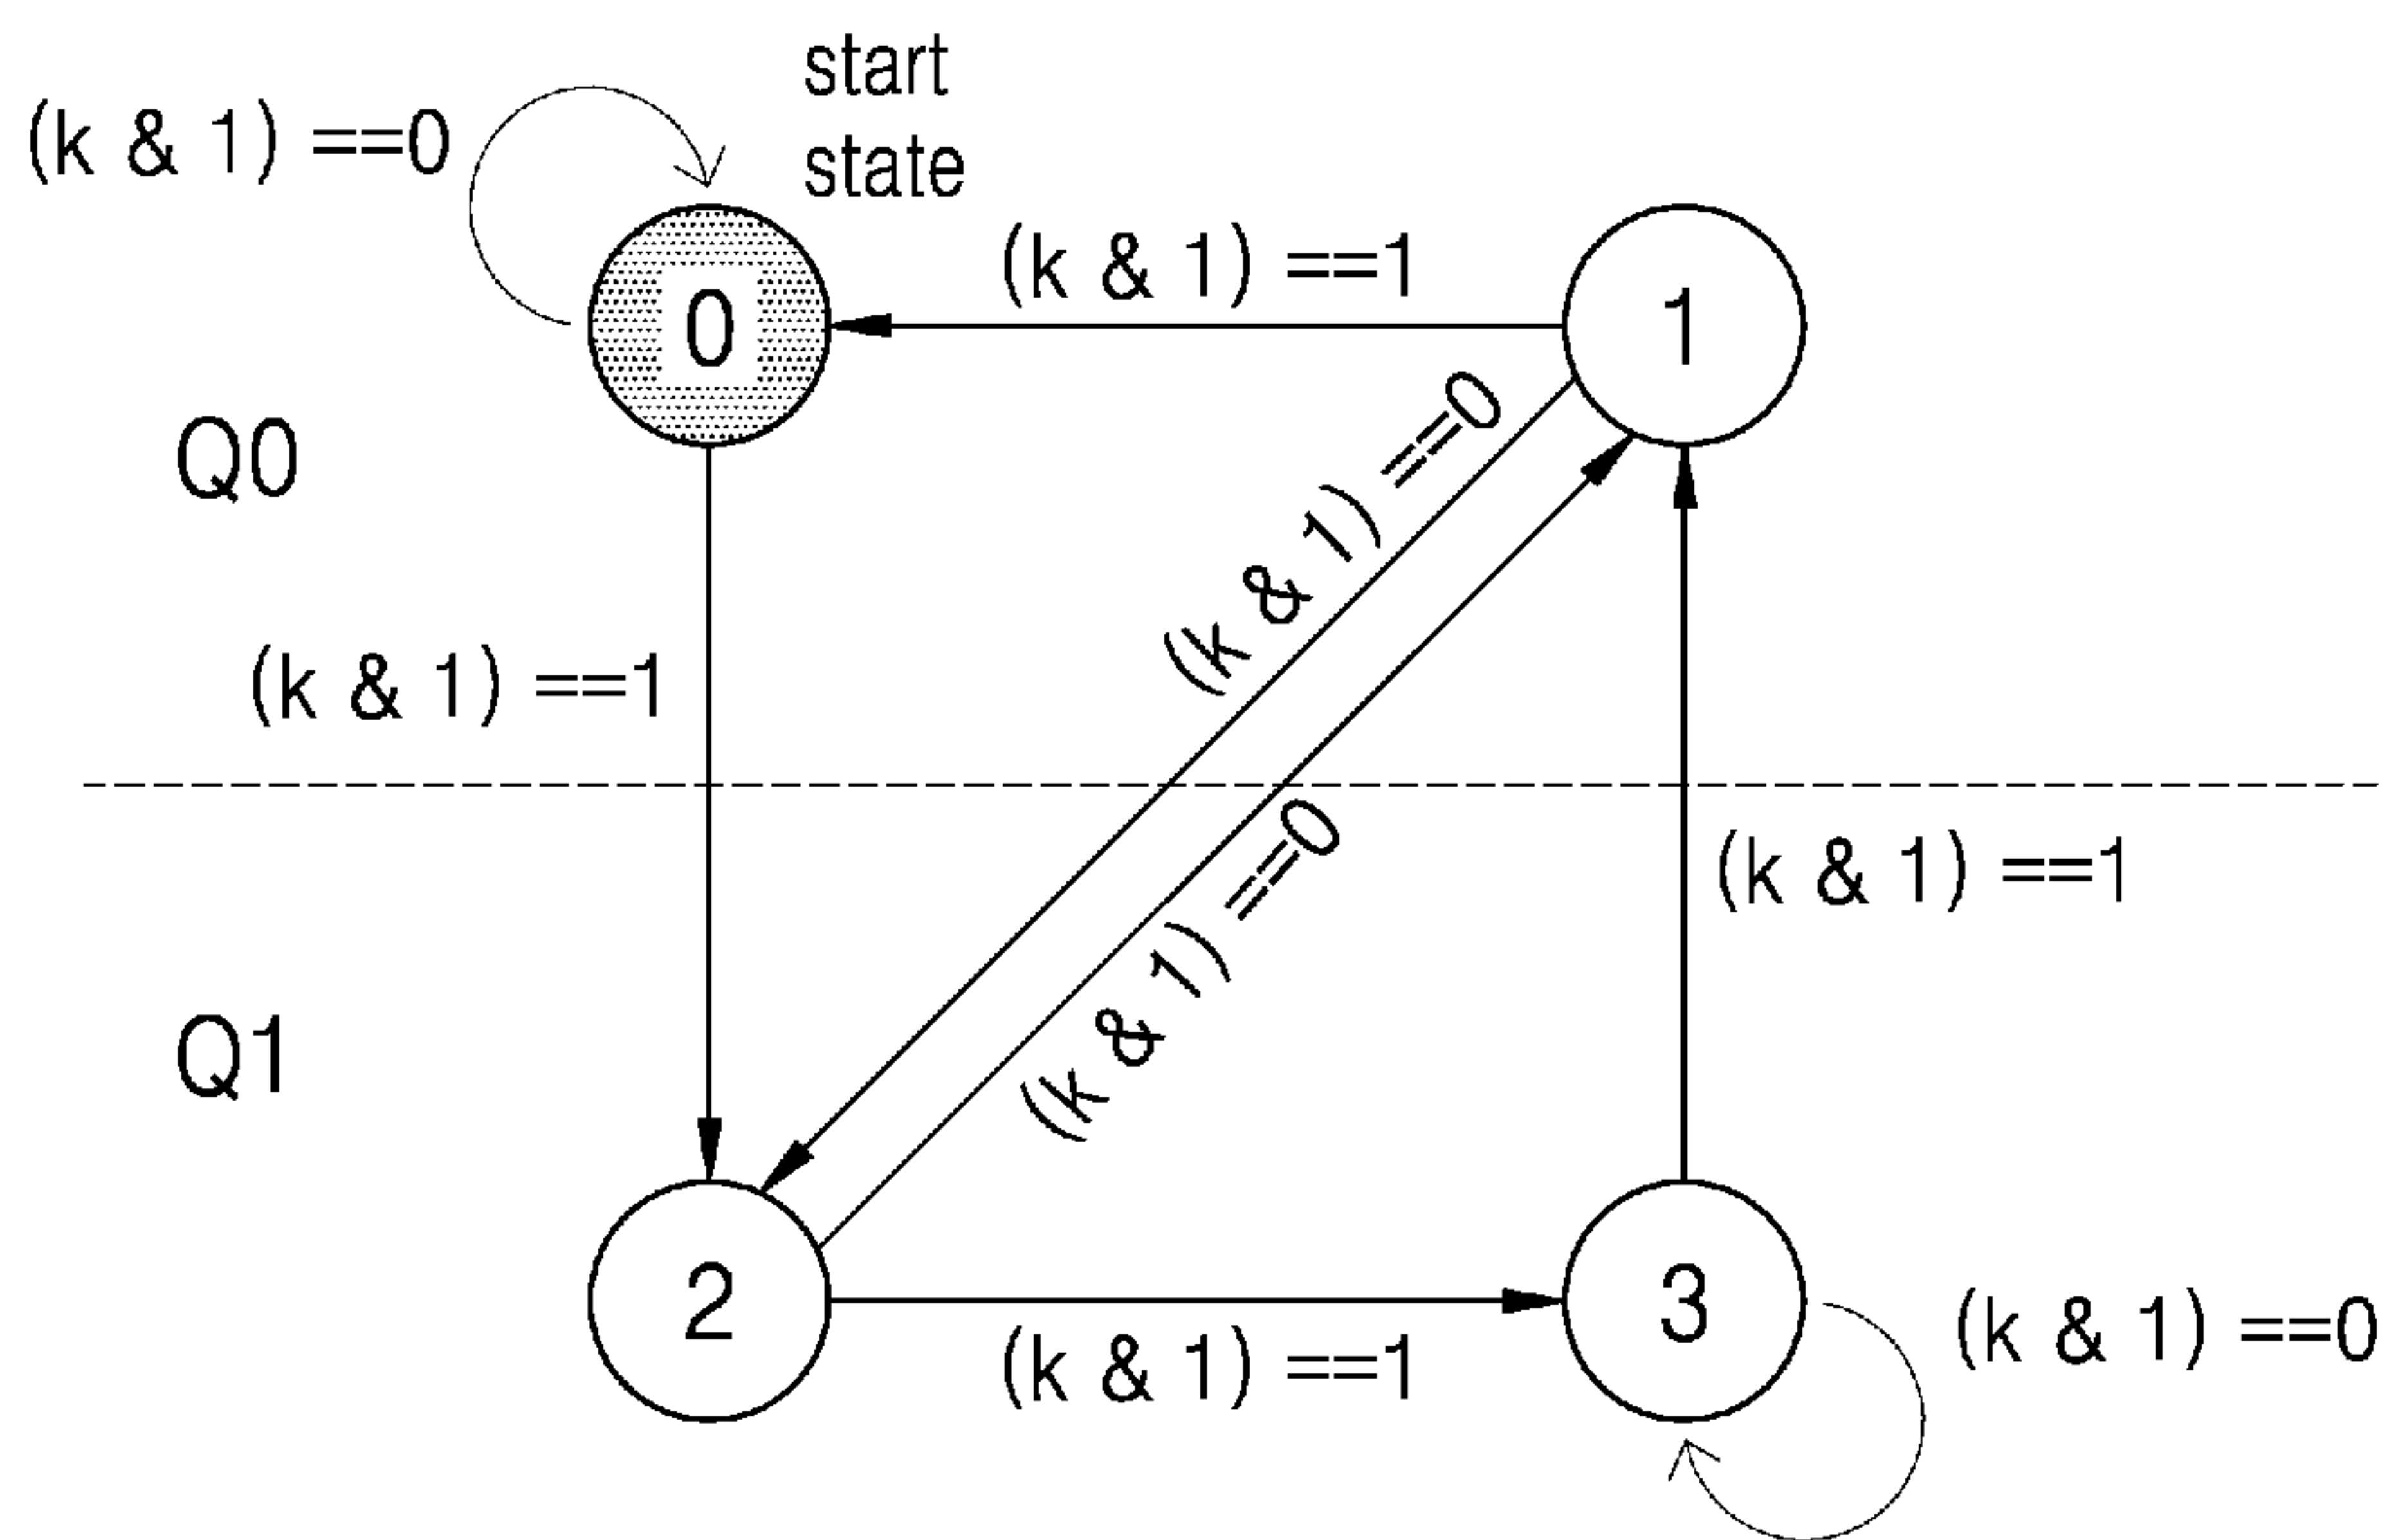 start
state
(k & 1) ==0
(k & 1) ==1
0
1
Q0
(k & 1) ==0
(k & 1) ==1
(k & 1) ==0
(k & 1) ==1
Q1
2
3
(k & 1) ==1
(k & 1) ==0